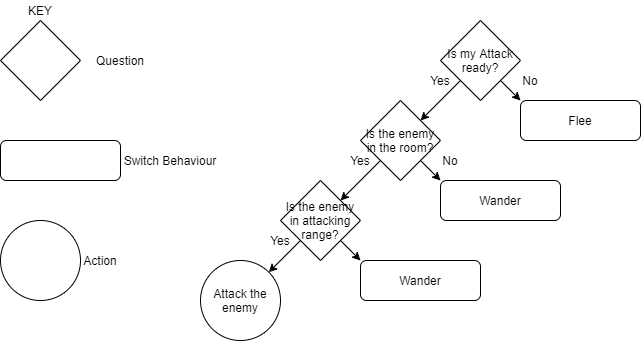 KEY
Question
Switch Behaviour
Action
Is my Attack
ready?
Yes
No
Flee
Is the enemy
in the room?
Yes
No
Wander
Is the enemy
in attacking
range?
Yes
Wander
Attack the
enemy